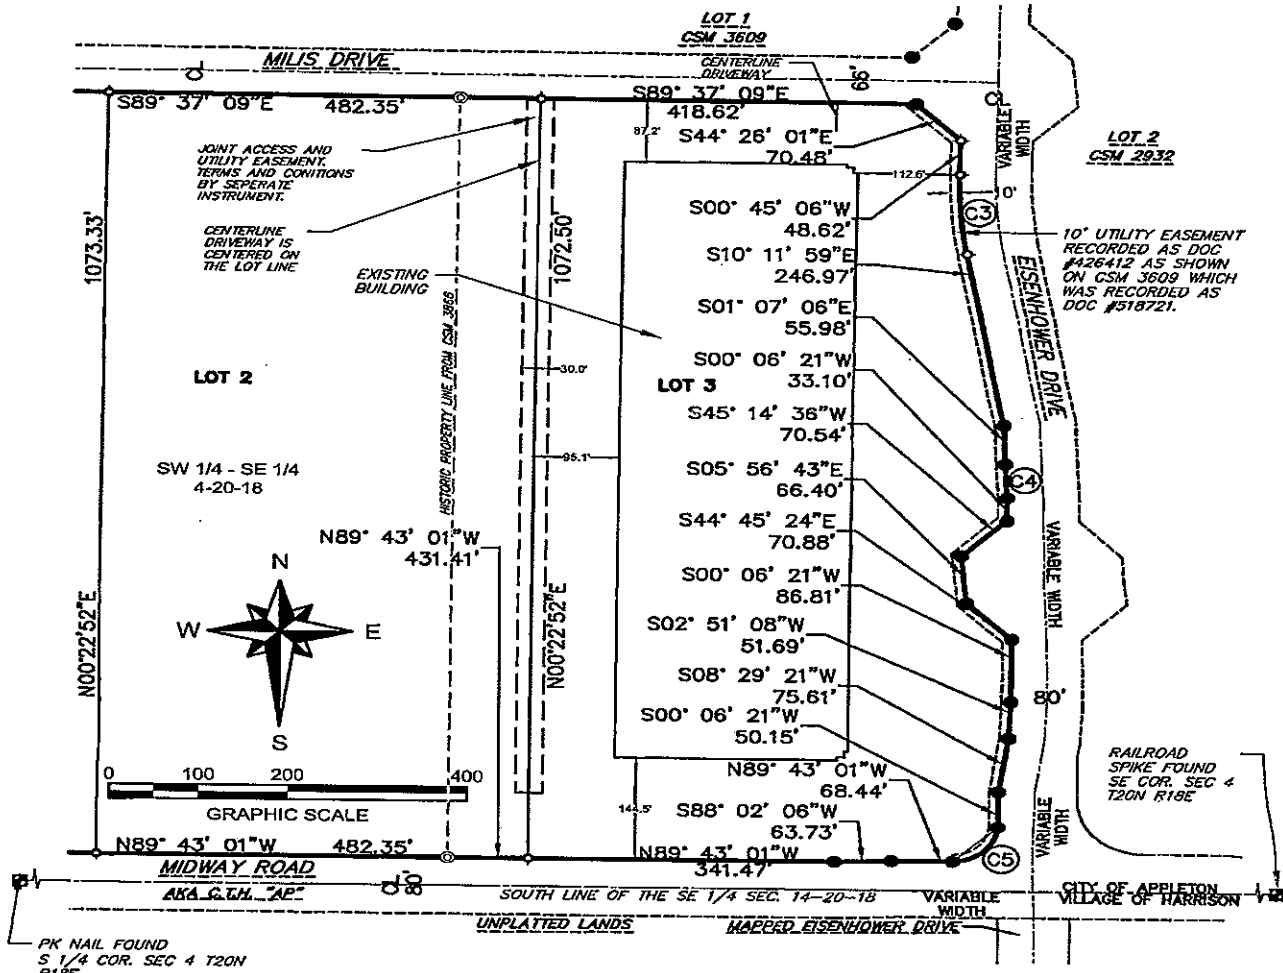 LOT 1
CSM 3609
MILIS DRIVE
CL
CENTERLINE
DRIVEWAY
66'
S89° 37' 09"E 482.35'
S89° 37' 09"E
418.62'
CL
VARIABLE
WIDTH
LOT 2
CSM 2932
87.2'
S44° 26' 01"E
70.48'
JOINT ACCESS AND
UTILITY EASEMENT.
TERMS AND CONITIONS
BY SEPERATE
INSTRUMENT.
112.6'
0'
C3
S00° 45' 06"W
48.62'
1073.33'
1072.50'
CENTERLINE
DRIVEWAY IS
CENTERED ON
THE LOT LINE
10' UTILITY EASEMENT
RECORDED AS DOC
#426412 AS SHOWN
ON CSM 3609 WHICH
WAS RECORDED AS
DOC #518721.
S10° 11' 59"E
246.97'
EXISTING
BUILDING
EISENHOWER DRIVE
S01° 07' 06"E
55.98'
HISTORIC PROPERTY LINE FROM CSM 3866
S00° 06' 21"W
33.10'
LOT 2
30.0'
LOT 3
S45° 14' 36"W
70.54'
SW 1/4 - SE 1/4
4-20-18
95.1'
S05° 56' 43"E
66.40'
C4
N89° 43' 01"W
431.41'
S44° 45' 24"E
70.88'
VARIABLE WIDTH
S00° 06' 21"W
86.81'
N00°22'52"E
N00°22'52"E
N
W
E
S
S02° 51' 08"W
51.69'
S08° 29' 21"W
75.61'
80'
S00° 06' 21"W
50.15'
0 100 200 400
GRAPHIC SCALE
RAILROAD
SPIKE FOUND
SE COR. SEC 4
T20N R18E
N89° 43' 01"W
68.44'
S88° 02' 06"W
63.73'
VARIABLE
WIDTH
N89° 43' 01"W 482.35'
N89° 43' 01"W
341.47'
C5
MIDWAY ROAD
AKA C.T.H. "AP"
CL
80'
SOUTH LINE OF THE SE 1/4 SEC. 14-20-18
VARIABLE
WIDTH
CITY OF APPLETON
VILLAGE OF HARRISON
UNPLATTED LANDS
MAPPED EISENHOWER DRIVE
PK NAIL FOUND
S 1/4 COR. SEC 4 T20N
R18E